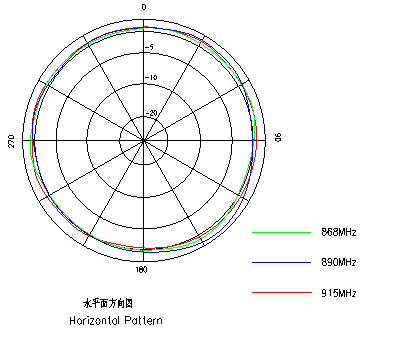 0
-5
-10
-20
270
90
180
868MHz
890MHz
915MHz
水平面方向图
Horizontal Pattern